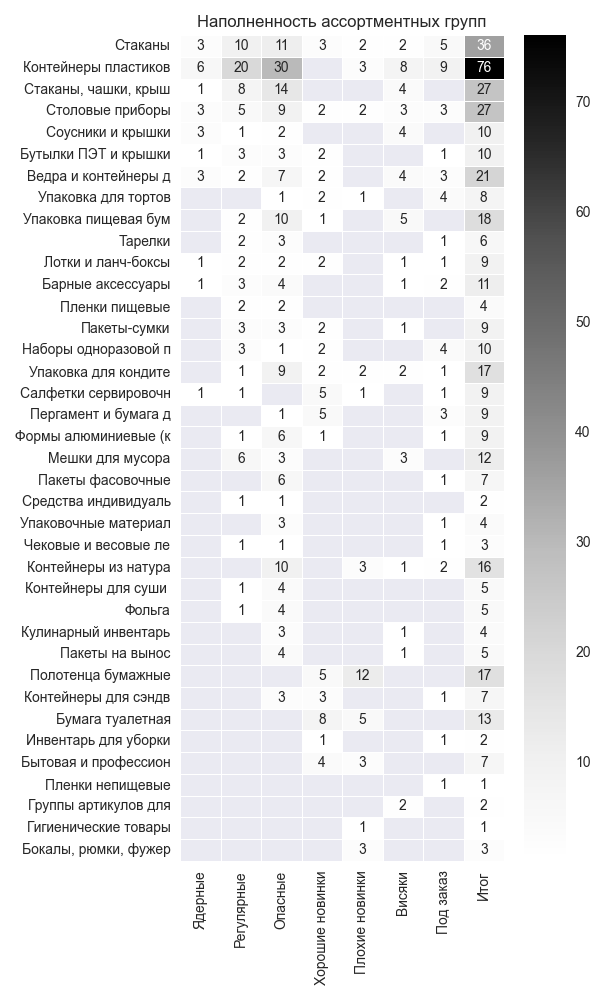 Наполненность ассортментных групп
Стаканы 3 10 11 3 2 2 5 36
Контейнеры пластиков 6 20 30 3 8 9 76
Стаканы, чашки, крыш 1 8 14 4 27
Столовые приборы 3 5 9 2 2 3 3 27
Соусники и крышки 3 1 2 4 10
Бутылки ПЭТ и крышки 1 3 3 2 1 10
Ведра и контейнеры д 3 2 7 2 4 3 21
Упаковка для тортов 1 2 1 4 8
Упаковка пищевая бум 2 10 1 5 18
Тарелки 2 3 1 6
Лотки и ланч-боксы 1 2 2 2 1 1 9
Барные аксессуары 1 3 4 1 2 11
Пленки пищевые 2 2 4
Пакеты-сумки 3 3 2 1 9
Наборы одноразовой п 3 1 2 4 10
Упаковка для кондите 1 9 2 2 2 1 17
Салфетки сервировочн 1 1 5 1 1 9
Пергамент и бумага д 1 5 3 9
Формы алюминиевые (к 1 6 1 1 9
Мешки для мусора 6 3 3 12
Пакеты фасовочные 6 1 7
Средства индивидуаль 1 1 2
Упаковочные материал 3 1 4
Чековые и весовые ле 1 1 1 3
Контейнеры из натура 10 3 1 2 16
Контейнеры для суши 1 4 5
Фольга 1 4 5
Кулинарный инвентарь 3 1 4
Пакеты на вынос 4 1 5
Полотенца бумажные 5 12 17
Контейнеры для сэндв 3 3 1 7
Бумага туалетная 8 5 13
Инвентарь для уборки 1 1 2
Бытовая и профессион 4 3 7
Пленки непищевые 1 1
Группы артикулов для 2 2
Гигиенические товары 1 1
Бокалы, рюмки, фужер 3 3
Ядерные
Регулярные
Опасные
Хорошие новинки
Плохие новинки
Висяки
Под заказ
Итог
70
60
50
40
30
20
10